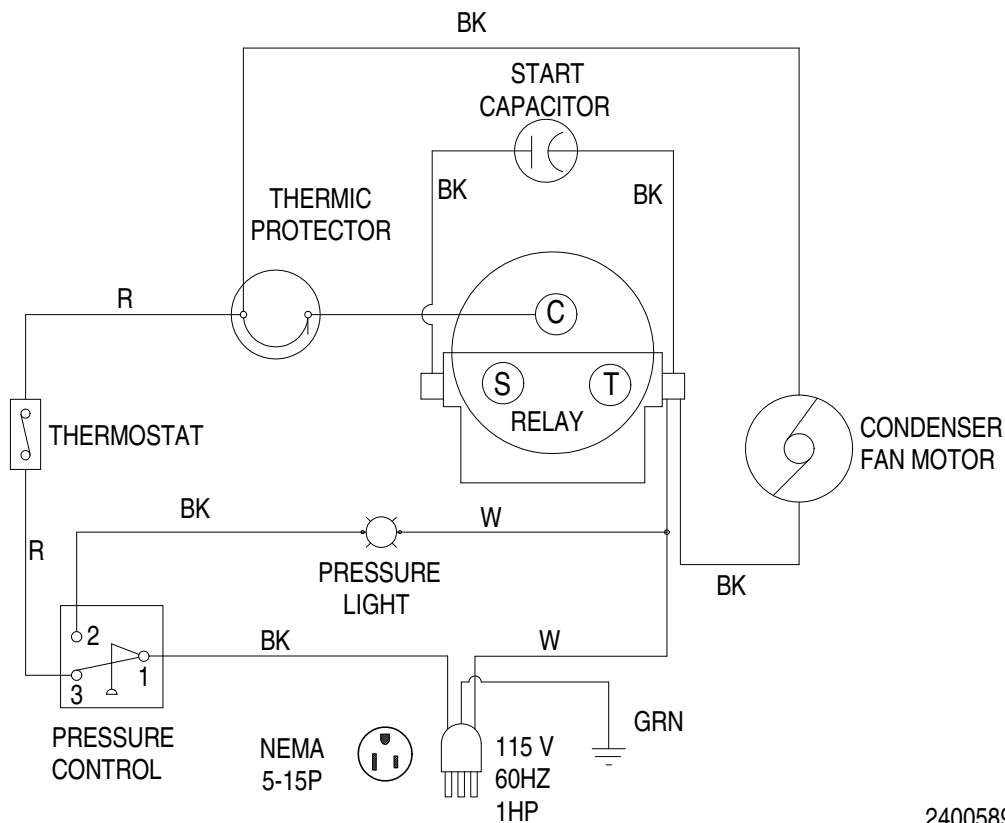 BK
START
CAPACITOR
BK
BK
THERMIC
PROTECTOR
R
C
S
T
RELAY
THERMOSTAT
CONDENSER
FAN MOTOR
BK
W
R
PRESSURE
LIGHT
BK
2
BK
W
1
3
GRN
PRESSURE
CONTROL
NEMA
5-15P
115 V
60HZ
1HP
2400589